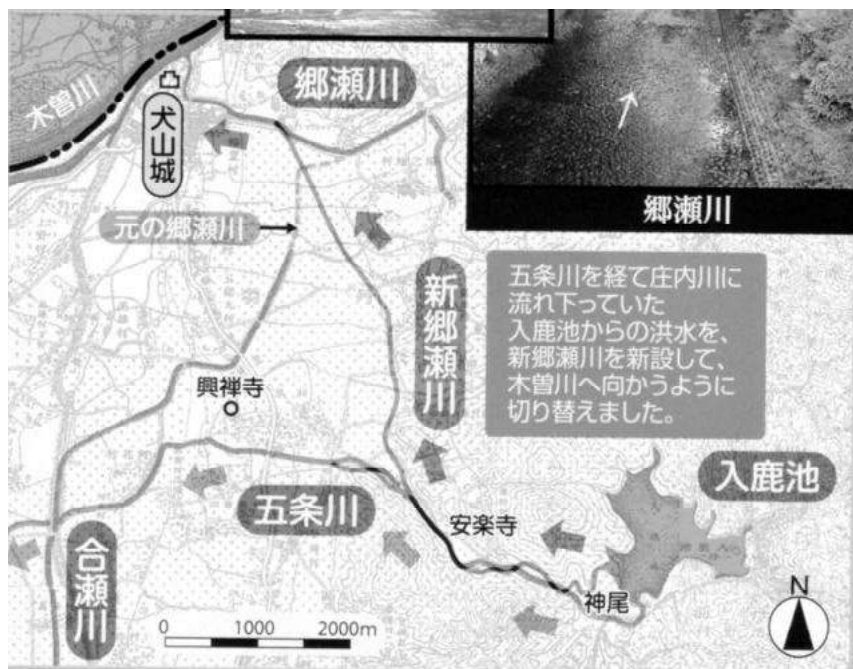 木曽川
犬山城
郷瀬川
元の郷瀬川
郷瀬川
新郷瀬川
五条川を経て庄内川に
流れ下っていた
入鹿池からの洪水を、
新郷瀬川を新設して、
木曽川へ向かうように
切り替えました。
興禅寺
入鹿池
五条川
安楽寺
合瀬川
神尾
N
0 1000 2000m